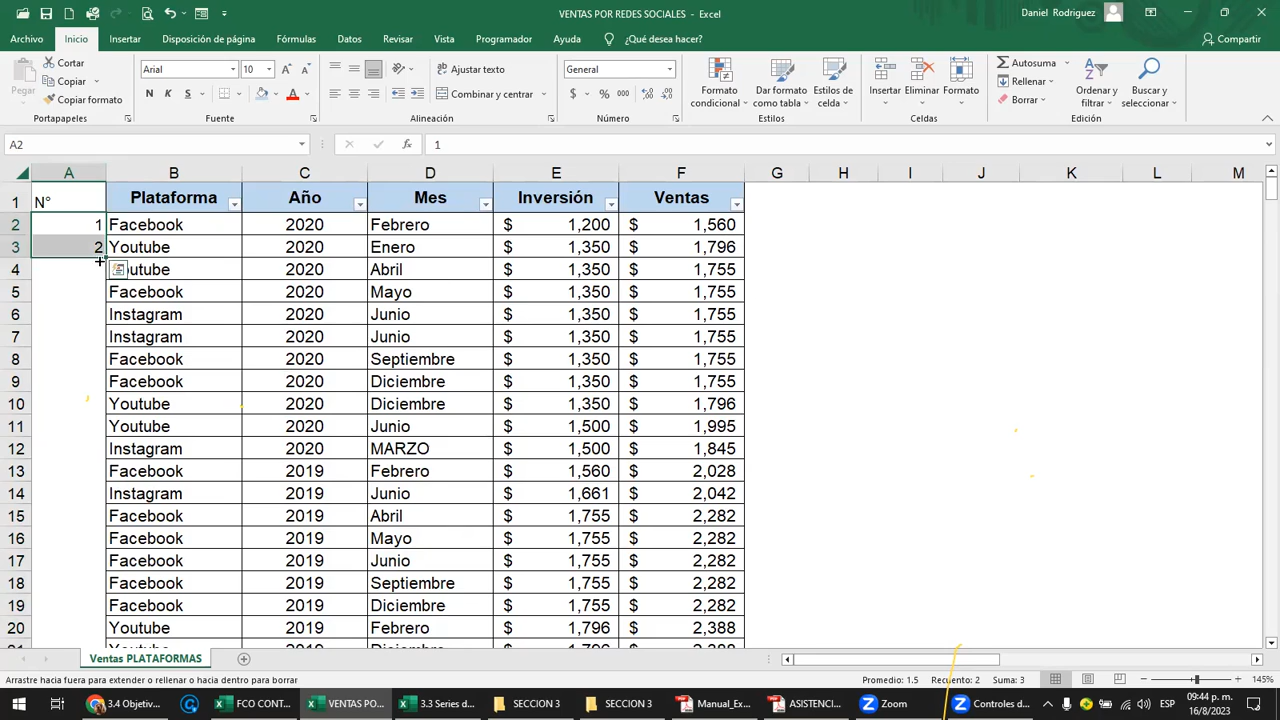 VENTAS POR REDES SOCIALES - Excel
Daniel Rodriguez
Archivo Inicio Insertar Disposición de página Fórmulas Datos Revisar Vista Programador Ayuda ¿Qué desea hacer? Compartir
Pegar
Cortar
Copiar
Copiar formato
Portapapeles
Arial 10
N K S
Fuente
Ajustar texto
Combinar y centrar
Alineación
General
$ % 000
Número
Formato condicional
Dar formato como tabla
Estilos de celda
Estilos
Insertar Eliminar Formato
Celdas
Autosuma
Rellenar
Borrar
Ordenar y filtrar
Buscar y seleccionar
Edición
A2 fx 1
A B C D E F G H I J K L M
1 N° Plataforma Año Mes Inversión Ventas
2 1 Facebook 2020 Febrero $ 1,200 $ 1,560
3 2 Youtube 2020 Enero $ 1,350 $ 1,796
4 outube 2020 Abril $ 1,350 $ 1,755
5 Facebook 2020 Mayo $ 1,350 $ 1,755
6 Instagram 2020 Junio $ 1,350 $ 1,755
7 Instagram 2020 Junio $ 1,350 $ 1,755
8 Facebook 2020 Septiembre $ 1,350 $ 1,755
9 Facebook 2020 Diciembre $ 1,350 $ 1,755
10 Youtube 2020 Diciembre $ 1,350 $ 1,796
11 Youtube 2020 Junio $ 1,500 $ 1,995
12 Instagram 2020 MARZO $ 1,500 $ 1,845
13 Facebook 2019 Febrero $ 1,560 $ 2,028
14 Instagram 2019 Junio $ 1,661 $ 2,042
15 Facebook 2019 Abril $ 1,755 $ 2,282
16 Facebook 2019 Mayo $ 1,755 $ 2,282
17 Facebook 2019 Junio $ 1,755 $ 2,282
18 Facebook 2019 Septiembre $ 1,755 $ 2,282
19 Facebook 2019 Diciembre $ 1,755 $ 2,282
20 Youtube 2019 Febrero $ 1,796 $ 2,388
Ventas PLATAFORMAS
Arrastre hacia fuera para extender o rellenar o hacia dentro para borrar
Promedio: 1.5 Recuento: 2 Suma: 3 145%
3.4 Objetiv... FCO CONT... VENTAS PO... 3.3 Series d... SECCION 3 SECCION 3 Manual_Ex... ASISTENCI... Zoom Controles d... ESP
09:44 p. m.
16/8/2023